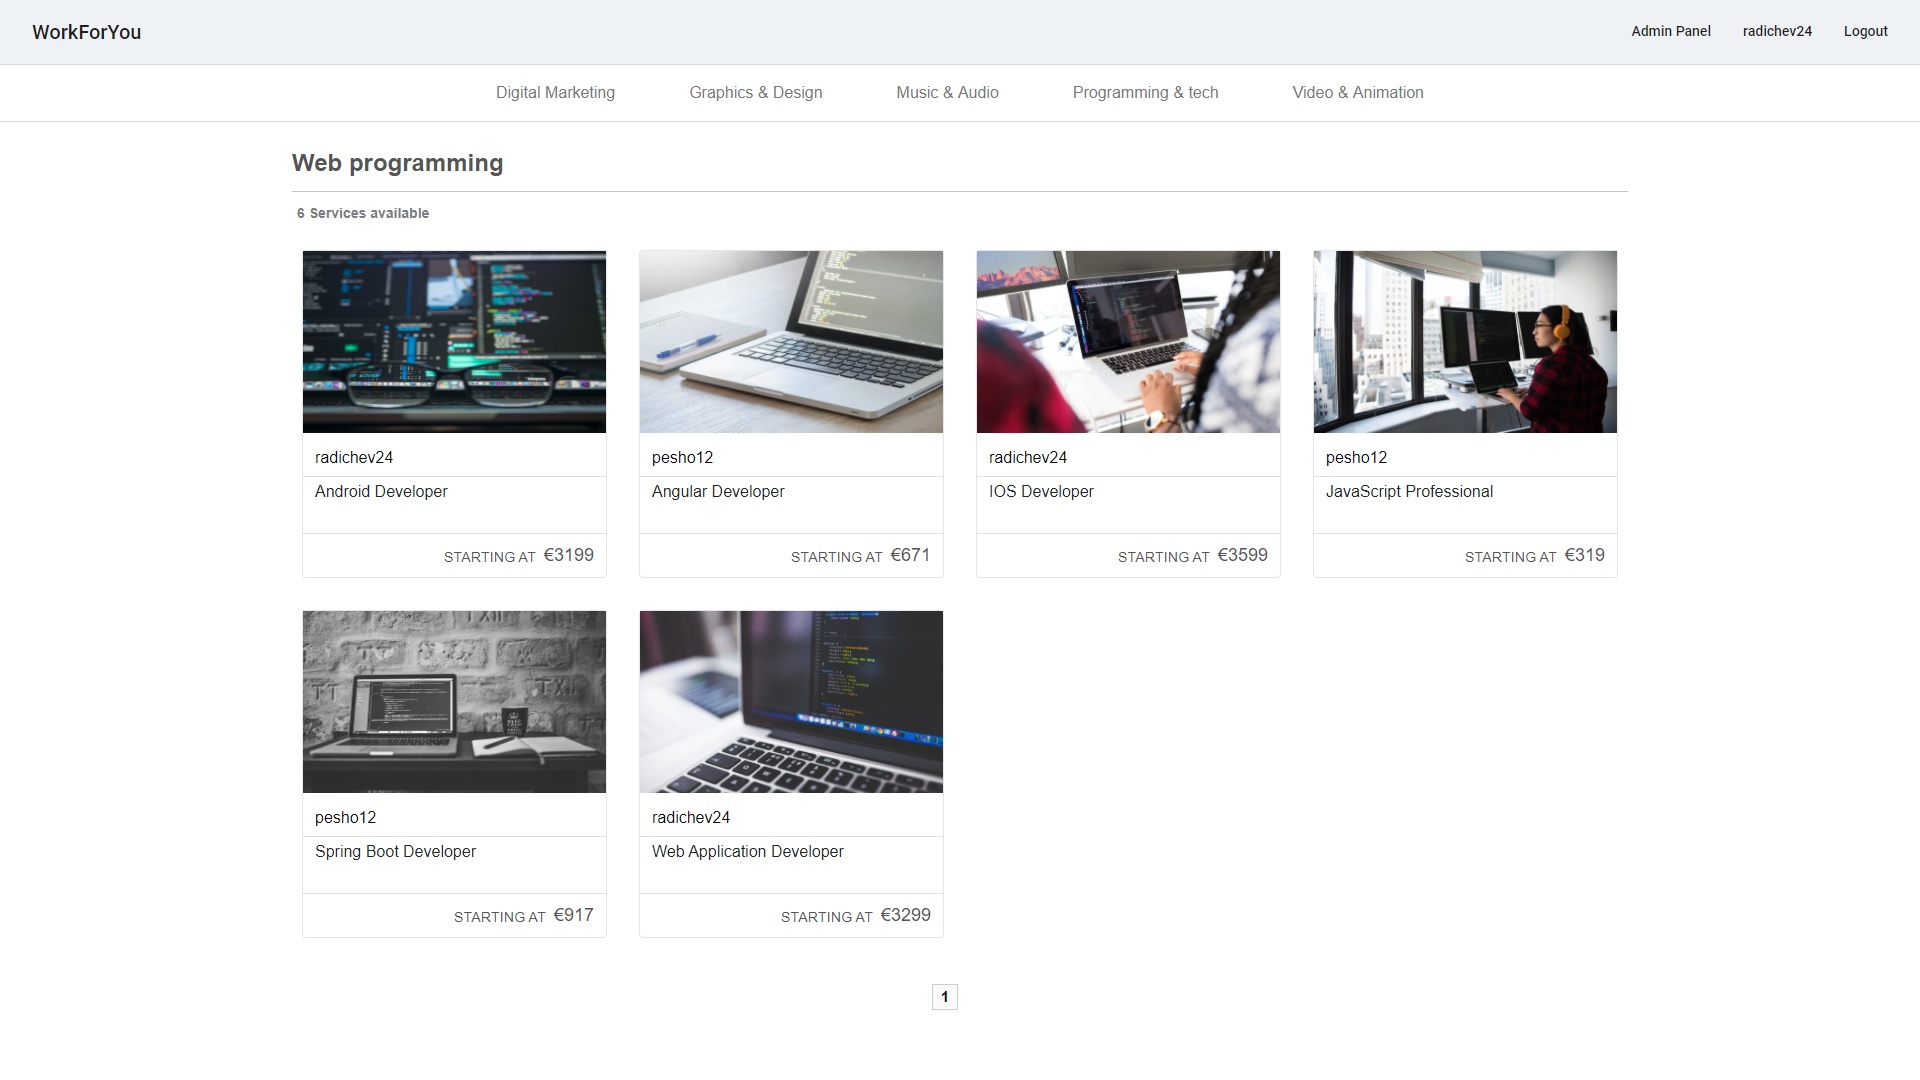 WorkForYou
Admin Panel
radichev24
Logout
Digital Marketing
Graphics & Design
Music & Audio
Programming & tech
Video & Animation
Web programming
6 Services available
radichev24
Android Developer
STARTING AT €3199
pesho12
Angular Developer
STARTING AT €671
radichev24
IOS Developer
STARTING AT €3599
pesho12
JavaScript Professional
STARTING AT €319
pesho12
Spring Boot Developer
STARTING AT €917
radichev24
Web Application Developer
STARTING AT €3299
1